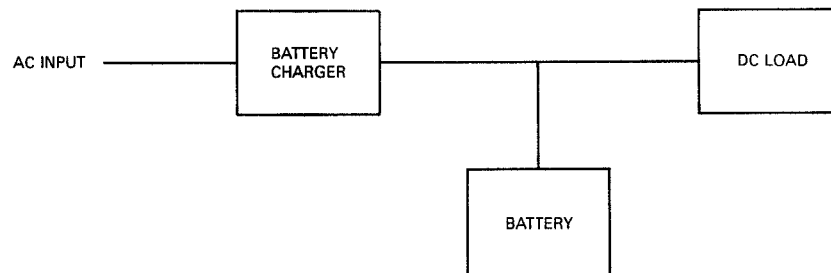 AC INPUT
BATTERY
CHARGER
DC LOAD
BATTERY